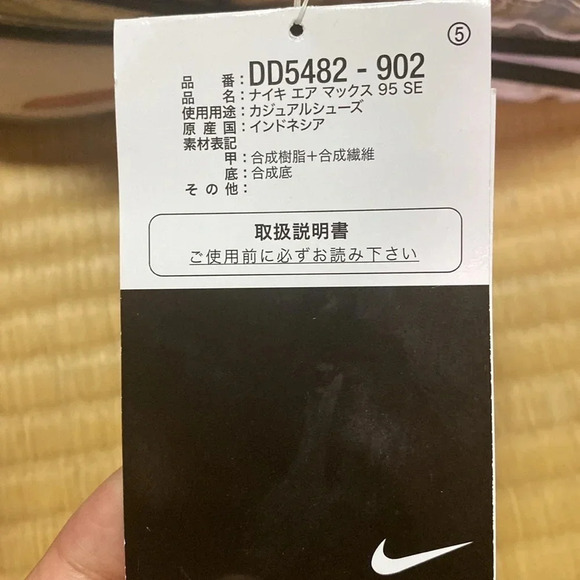 ⑤
品番：DD5482 - 902
品名：ナイキ エア マックス 95 SE
使用用途：カジュアルシューズ
原産国：インドネシア
素材表記
甲：合成樹脂＋合成繊維
底：合成底
その他：
取扱説明書
ご使用前に必ずお読み下さい